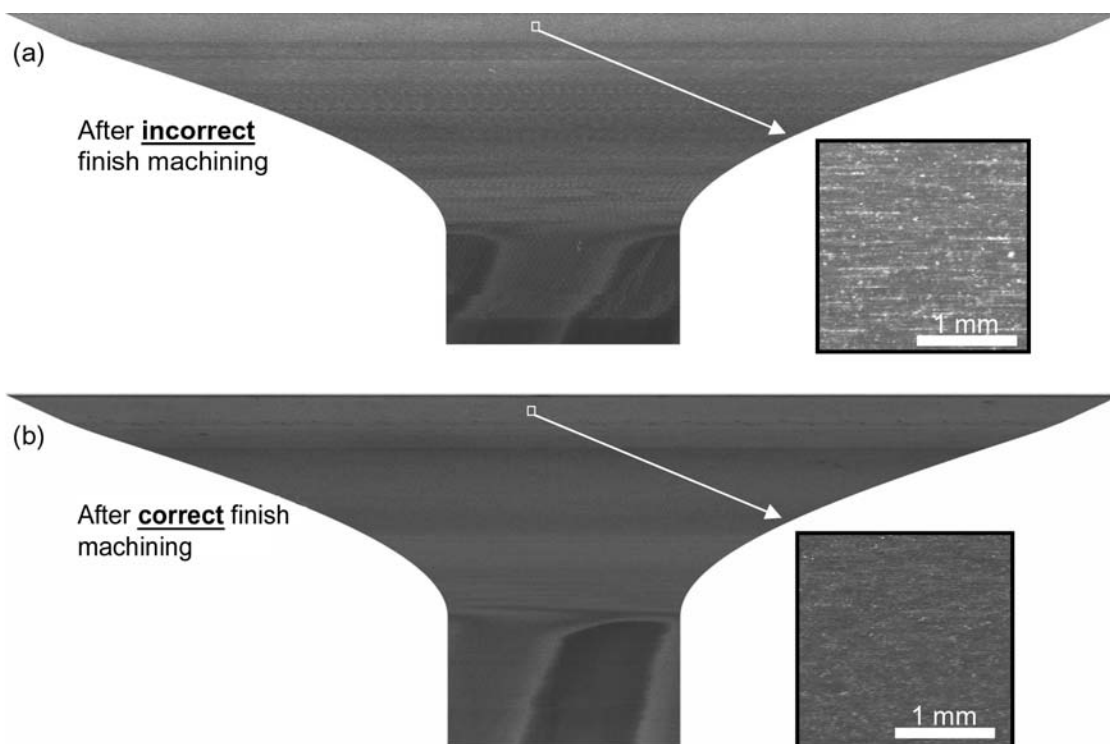 (a)
After incorrect
finish machining
1 mm
(b)
After correct finish
machining
1 mm